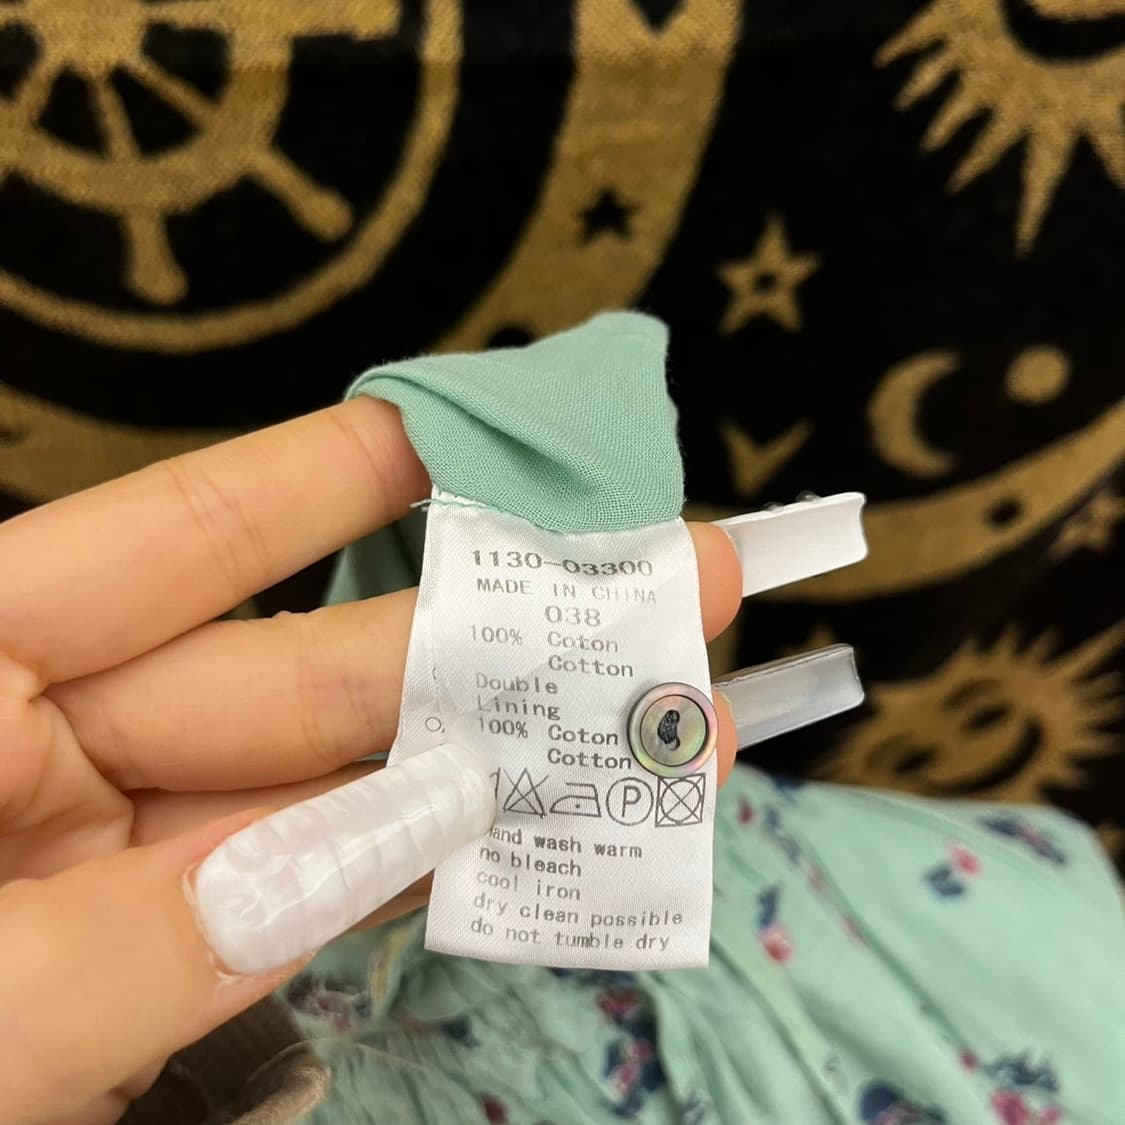 1130-03300
MADE IN CHINA
038
100% Coton
Cotton
Double
Lining
100% Coton
Cotton
P
wash warm
no bleach
cool iron
dry clean possible
do not tumble dry